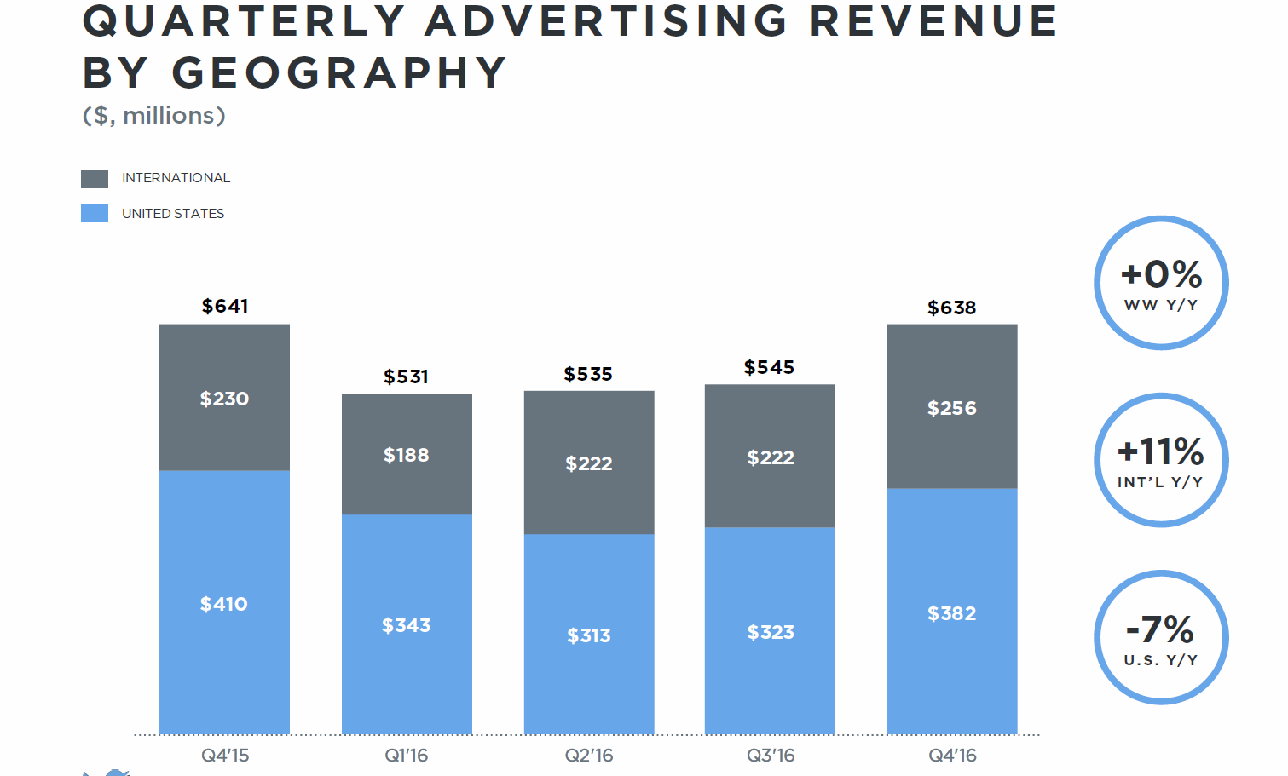 QUARTERLY ADVERTISING REVENUE
BY GEOGRAPHY
($, millions)
INTERNATIONAL
UNITED STATES
$641
$230
$410
$531
$188
$343
$535
$222
$313
$545
$222
$323
$638
$256
$382
Q4'15
Q1'16
Q2'16
Q3'16
Q4'16
+0%
WW Y/Y
+11%
INT'L Y/Y
-7%
U.S. Y/Y